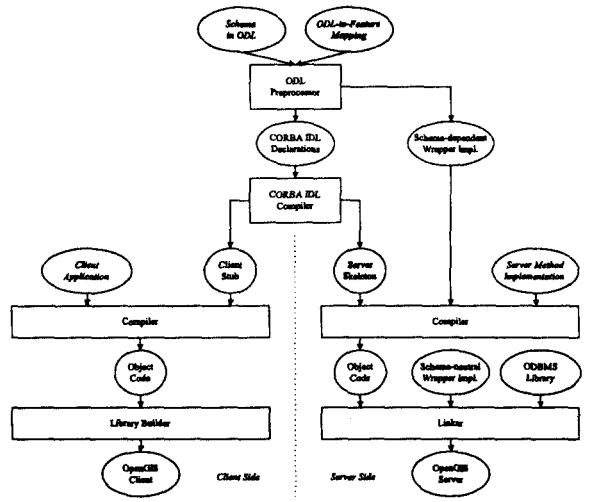 Schema
in ODL
ODL-to-Feature
Mapping
ODL
Preprocessor
CORBA IDL
Declarations
Schema-dependent
Wrapper Impl.
CORBA IDL
Compiler
Client
Application
Client
Stub
Server
Skeleton
Server Method
Implementation
Compiler
Compiler
Object
Code
Object
Code
Schema-neutral
Wrapper Impl.
ODBMS
Library
Library Builder
Linker
OpenGIS
Client
Client Side
Server Side
OpenGIS
Server